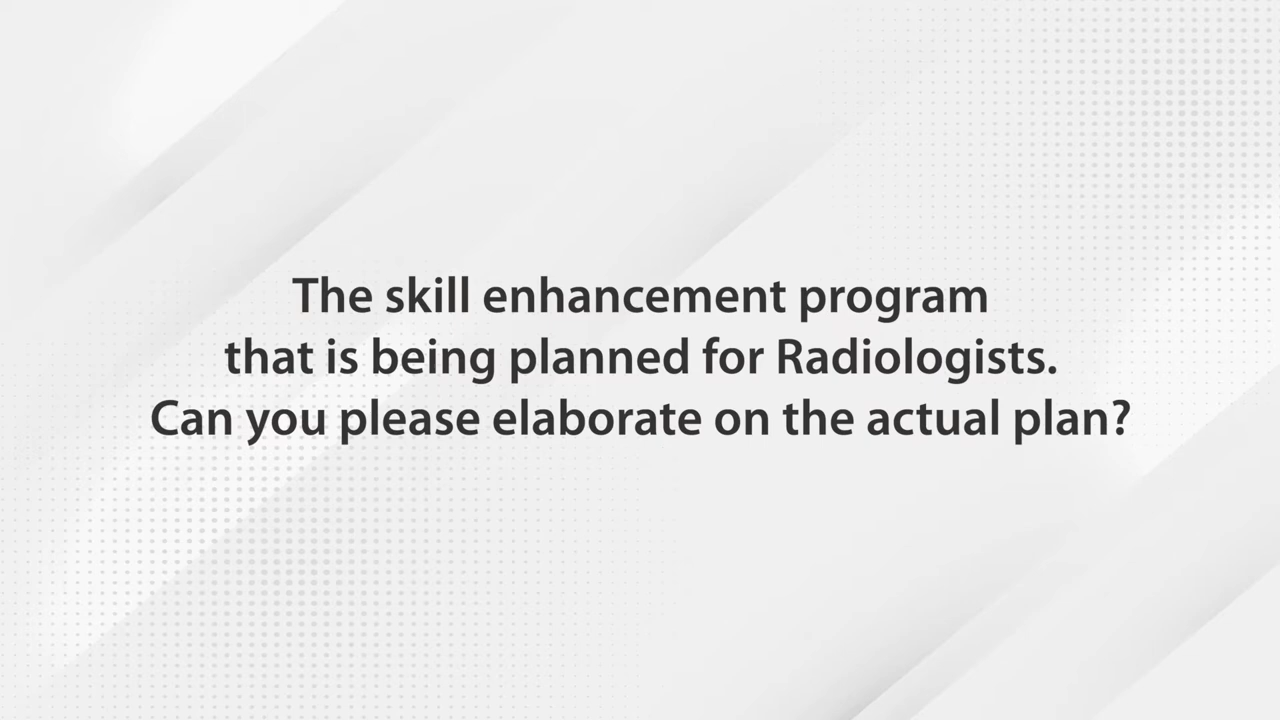 The skill enhancement program
that is being planned for Radiologists.
Can you please elaborate on the actual plan?